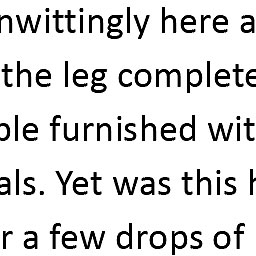 nwittingly here a
the leg complete
ble furnished wit
als. Yet was this h
r a few drops of